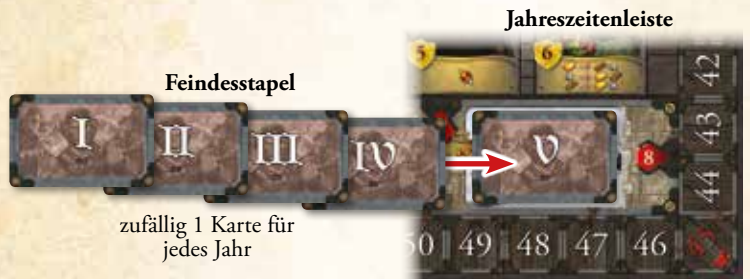 Jahreszeitenleiste
Feindesstapel
5
6
42
I
II
III
IV
V
8
43
44
zufällig 1 Karte für
jedes Jahr
50
49
48
47
46